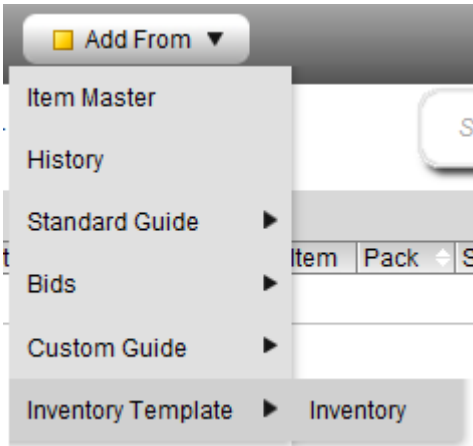 Add From
Item Master
S
History
Standard Guide
t Item Pack S
Bids
Custom Guide
Inventory Template Inventory